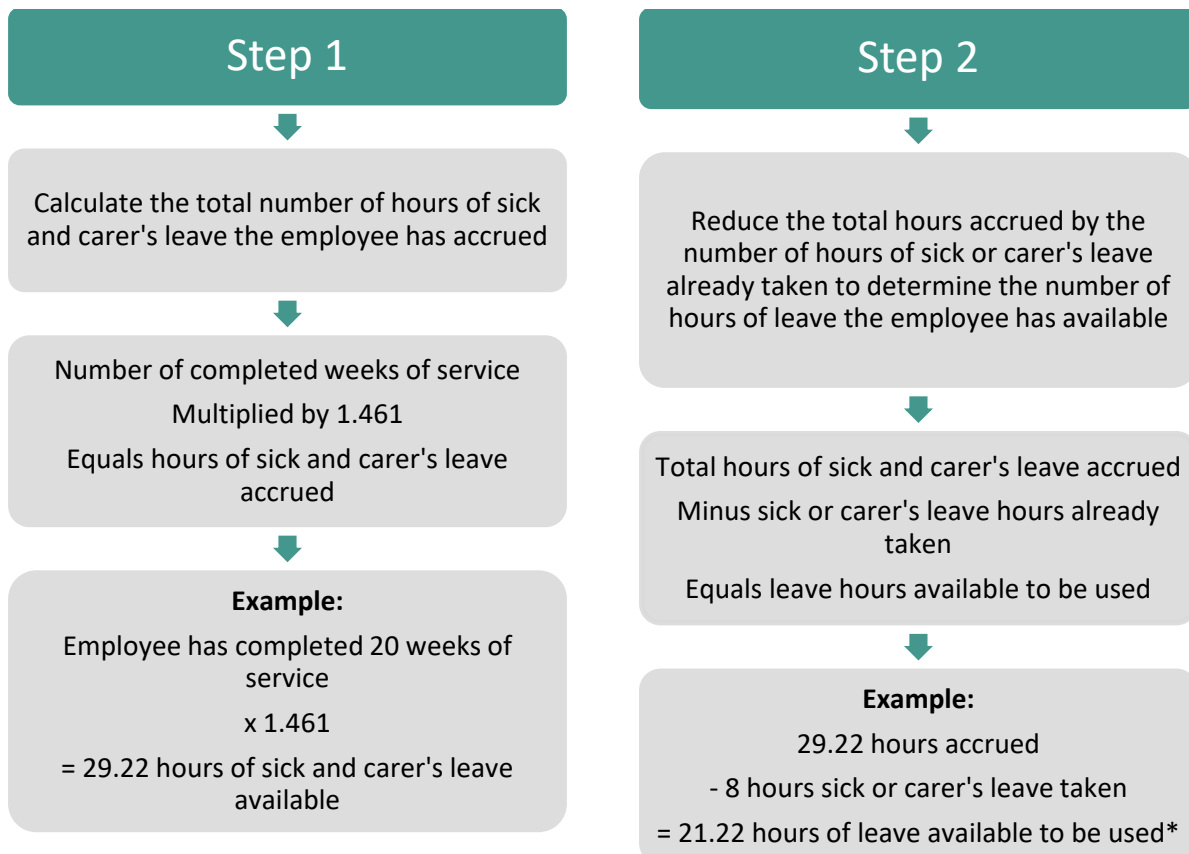 Step 1
Calculate the total number of hours of sick
and carer's leave the employee has accrued
Number of completed weeks of service
Multiplied by 1.461
Equals hours of sick and carer's leave
accrued
Example:
Employee has completed 20 weeks of
service
x 1.461
= 29.22 hours of sick and carer's leave
available
Step 2
Reduce the total hours accrued by the
number of hours of sick or carer's leave
already taken to determine the number of
hours of leave the employee has available
Total hours of sick and carer's leave accrued
Minus sick or carer's leave hours already
taken
Equals leave hours available to be used
Example:
29.22 hours accrued
- 8 hours sick or carer's leave taken
= 21.22 hours of leave available to be used*